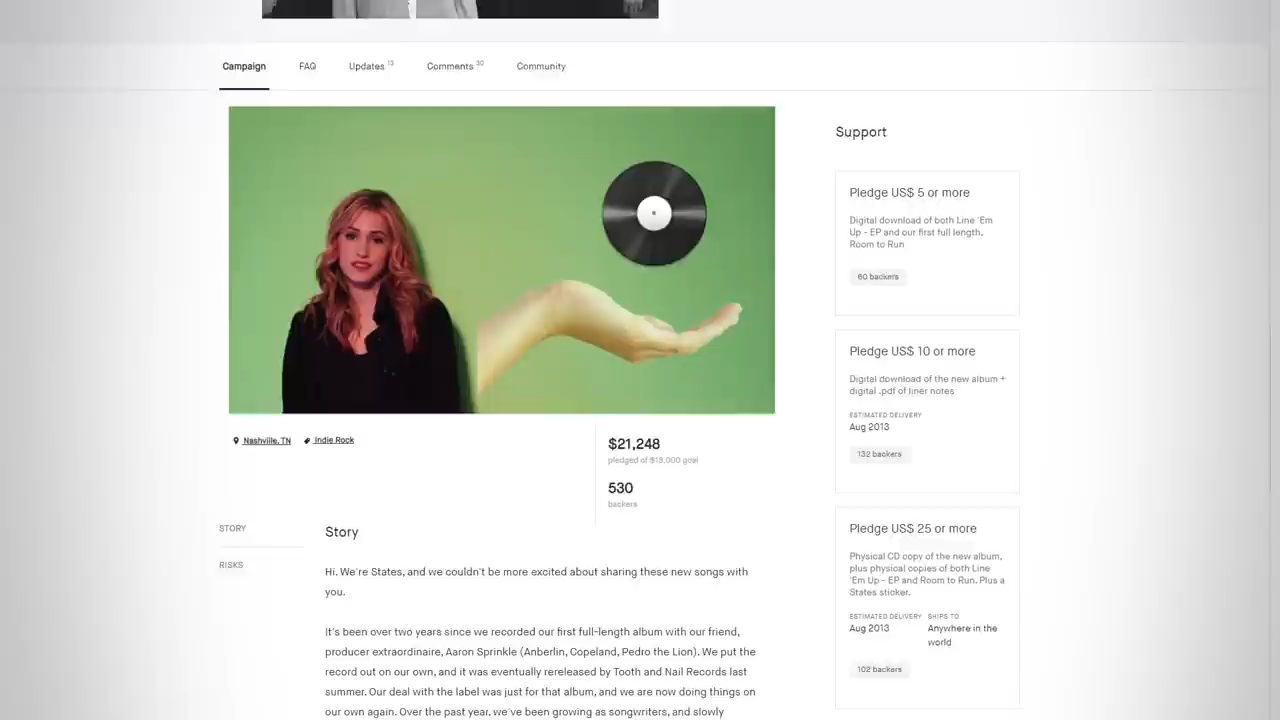 Campaign FAQ Updates 13 Comments 30 Community
Support
Pledge US$ 5 or more
Digital download of both Line 'Em
Up - EP and our first full length,
Room to Run
60 backers
Pledge US$ 10 or more
Digital download of the new album +
digital .pdf of liner notes
ESTIMATED DELIVERY
Aug 2013
132 backers
Pledge US$ 25 or more
Physical CD copy of the new album,
plus physical copies of both Line
'Em Up - EP and Room to Run. Plus a
States sticker.
ESTIMATED DELIVERY SHIPS TO
Aug 2013 Anywhere in the
world
102 backers
Nashville, TN Indie Rock
$21,248
pledged of $18,000 goal
530
backers
STORY
RISKS
Story
Hi. We're States, and we couldn't be more excited about sharing these new songs with
you.
It's been over two years since we recorded our first full-length album with our friend,
producer extraordinaire, Aaron Sprinkle (Anberlin, Copeland, Pedro the Lion). We put the
record out on our own, and it was eventually rereleased by Tooth and Nail Records last
summer. Our deal with the label was just for that album, and we are now doing things on
our own again. Over the past year, we've been growing as songwriters, and slowly